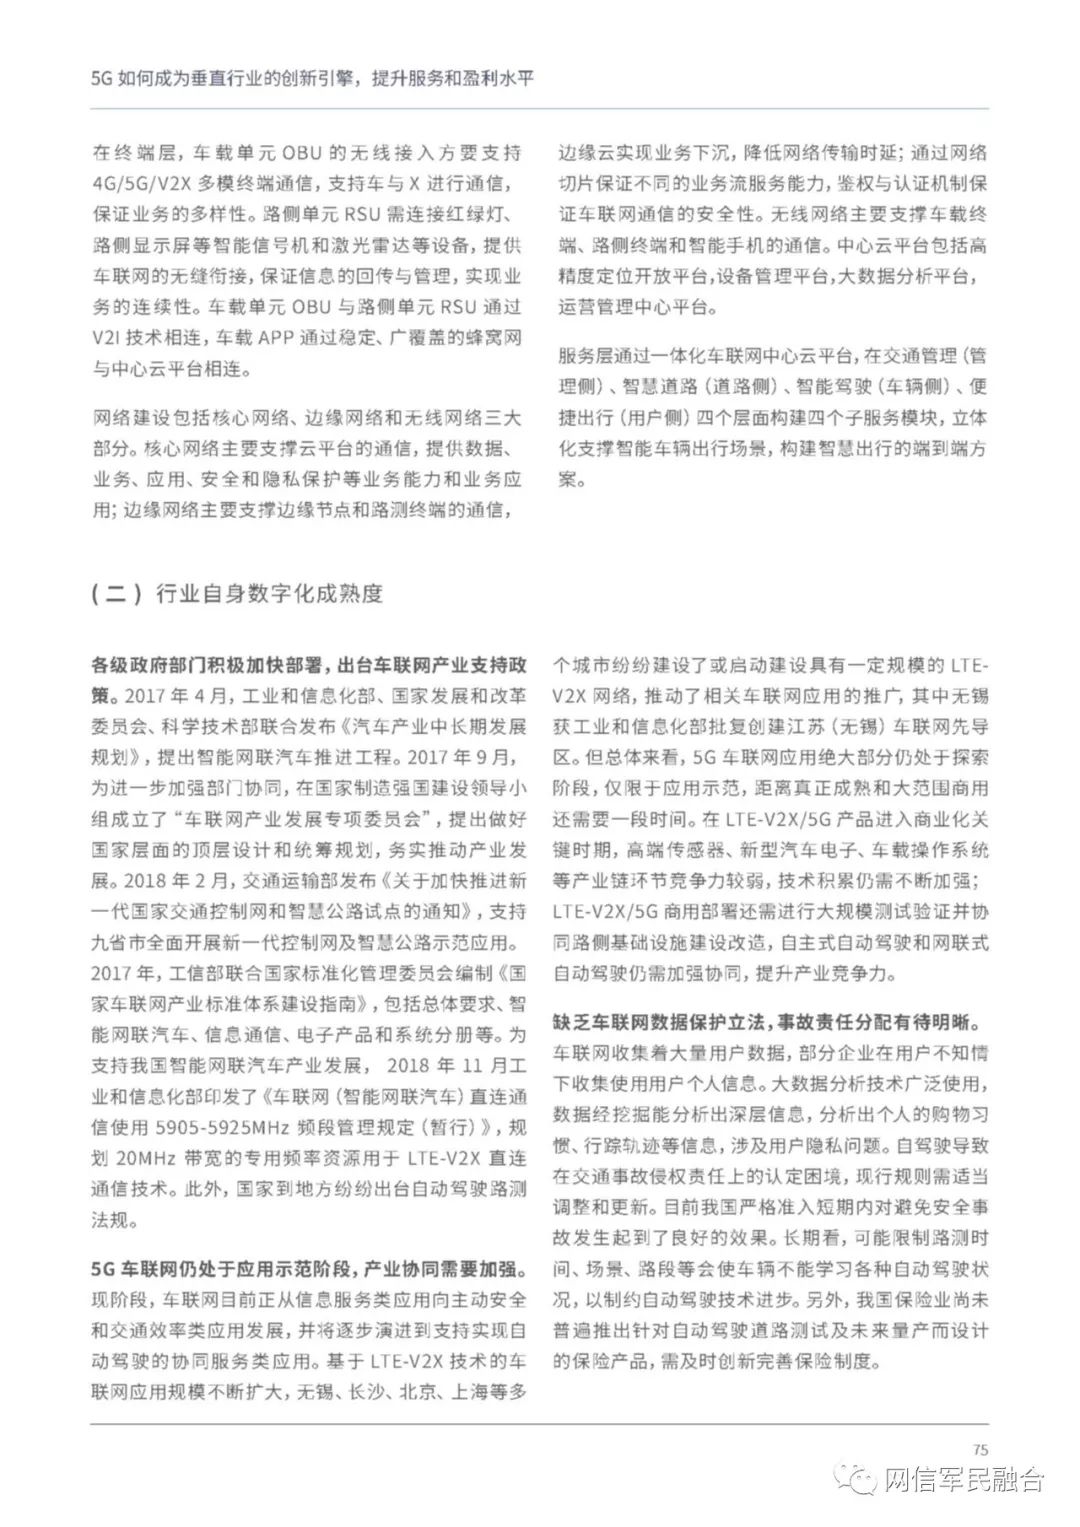 5G 如何成为垂直行业的创新引擎，提升服务和盈利水平
在终端层，车载单元 OBU 的无线接入方要支持
4G/5G/V2X 多模终端通信，支持车与 X 进行通信，
保证业务的多样性。路侧单元 RSU 需连接红绿灯、
路侧显示屏等智能信号机和激光雷达等设备，提供
车联网的无缝衔接，保证信息的回传与管理，实现业
务的连续性。车载单元 OBU 与路侧单元 RSU 通过
V2I 技术相连，车载 APP 通过稳定、广覆盖的蜂窝网
与中心云平台相连。
网络建设包括核心网络、边缘网络和无线网络三大
部分。核心网络主要支撑云平台的通信，提供数据、
业务、应用、安全和隐私保护等业务能力和业务应
用；边缘网络主要支撑边缘节点和路测终端的通信，
边缘云实现业务下沉，降低网络传输时延；通过网络
切片保证不同的业务流服务能力，鉴权与认证机制保
证车联网通信的安全性。无线网络主要支撑车载终
端、路侧终端和智能手机的通信。中心云平台包括高
精度定位开放平台,设备管理平台,大数据分析平台，
运营管理中心平台。
服务层通过一体化车联网中心云平台，在交通管理（管
理侧）、智慧道路（道路侧）、智能驾驶（车辆侧）、便
捷出行（用户侧）四个层面构建四个子服务模块，立体
化支撑智能车辆出行场景，构建智慧出行的端到端方
案。
（二） 行业自身数字化成熟度
各级政府部门积极加快部署，出台车联网产业支持政
策。2017 年 4 月，工业和信息化部、国家发展和改革
委员会、科学技术部联合发布《汽车产业中长期发展
规划》，提出智能网联汽车推进工程。2017 年 9 月，
为进一步加强部门协同，在国家制造强国建设领导小
组成立了“车联网产业发展专项委员会”，提出做好
国家层面的顶层设计和统筹规划，务实推动产业发
展。2018 年 2 月，交通运输部发布《关于加快推进新
一代国家交通控制网和智慧公路试点的通知》，支持
九省市全面开展新一代控制网及智慧公路示范应用。
2017 年，工信部联合国家标准化管理委员会编制《国
家车联网产业标准体系建设指南》，包括总体要求、智
能网联汽车、信息通信、电子产品和系统分册等。为
支持我国智能网联汽车产业发展， 2018 年 11 月工
业和信息化部印发了《车联网（智能网联汽车）直连通
信使用 5905-5925MHz 频段管理规定（暂行）》，规
划 20MHz 带宽的专用频率资源用于 LTE-V2X 直连
通信技术。此外，国家到地方纷纷出台自动驾驶路测
法规。
5G 车联网仍处于应用示范阶段，产业协同需要加强。
现阶段，车联网目前正从信息服务类应用向主动安全
和交通效率类应用发展，并将逐步演进到支持实现自
动驾驶的协同服务类应用。基于 LTE-V2X 技术的车
联网应用规模不断扩大，无锡、长沙、北京、上海等多
个城市纷纷建设了或启动建设具有一定规模的 LTE-
V2X 网络，推动了相关车联网应用的推广，其中无锡
获工业和信息化部批复创建江苏（无锡）车联网先导
区。但总体来看，5G 车联网应用绝大部分仍处于探索
阶段，仅限于应用示范，距离真正成熟和大范围商用
还需要一段时间。在 LTE-V2X/5G 产品进入商业化关
键时期，高端传感器、新型汽车电子、车载操作系统
等产业链环节竞争力较弱，技术积累仍需不断加强；
LTE-V2X/5G 商用部署还需进行大规模测试验证并协
同路侧基础设施建设改造，自主式自动驾驶和网联式
自动驾驶仍需加强协同，提升产业竞争力。
缺乏车联网数据保护立法，事故责任分配有待明晰。
车联网收集着大量用户数据，部分企业在用户不知情
下收集使用用户个人信息。大数据分析技术广泛使用，
数据经挖掘能分析出深层信息，分析出个人的购物习
惯、行踪轨迹等信息，涉及用户隐私问题。自驾驶导致
在交通事故侵权责任上的认定困境，现行规则需适当
调整和更新。目前我国严格准入短期内对避免安全事
故发生起到了良好的效果。长期看，可能限制路测时
间、场景、路段等会使车辆不能学习各种自动驾驶状
况，以制约自动驾驶技术进步。另外，我国保险业尚未
普遍推出针对自动驾驶道路测试及未来量产而设计
的保险产品，需及时创新完善保险制度。
75
网信军民融合